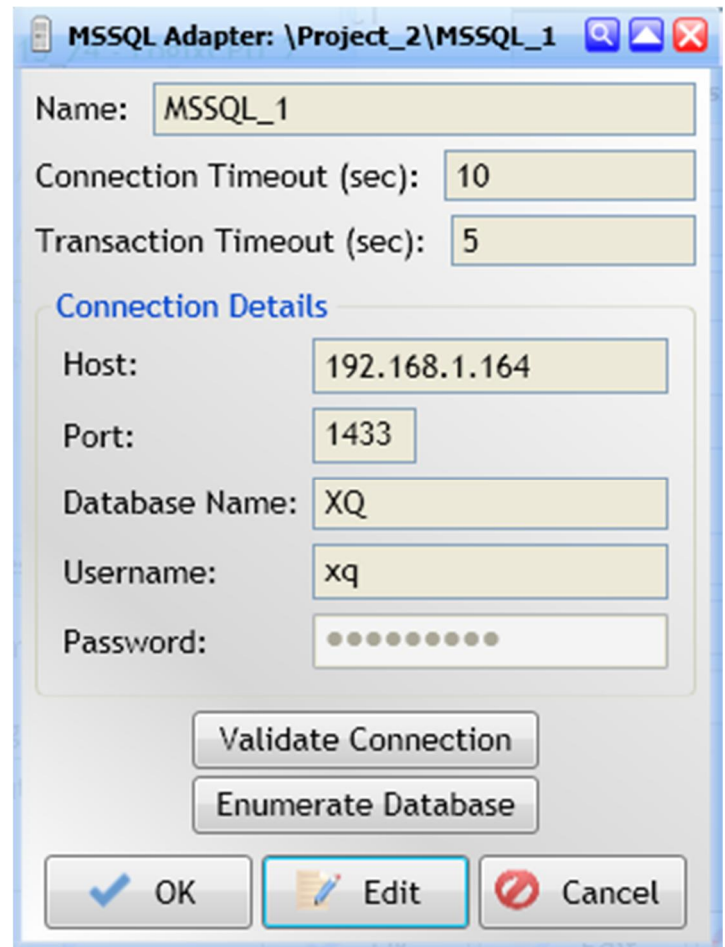 MSSQL Adapter: \Project_2\MSSQL_1
Name: MSSQL_1
Connection Timeout (sec): 10
Transaction Timeout (sec): 5
Connection Details
Host: 192.168.1.164
Port: 1433
Database Name: XQ
Username: xq
Password: ●●●●●●●●●
Validate Connection
Enumerate Database
OK Edit Cancel